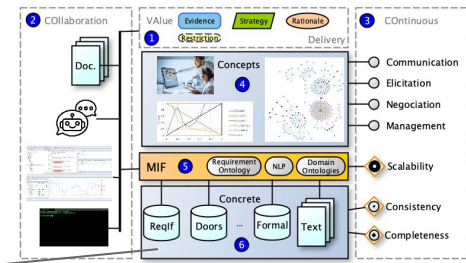 2 COllaboration
VAlue Evidence Strategy Rationale
1 Restriction Delivery
3 COntinuous
Doc.
Concepts
4
Communication
Elicitation
Negociation
Management
MIF 5 Requirement Ontology NLP Domain Ontologies
Scalability
Concrete
ReqIf Doors ... Formal Text
6
Consistency
Completeness